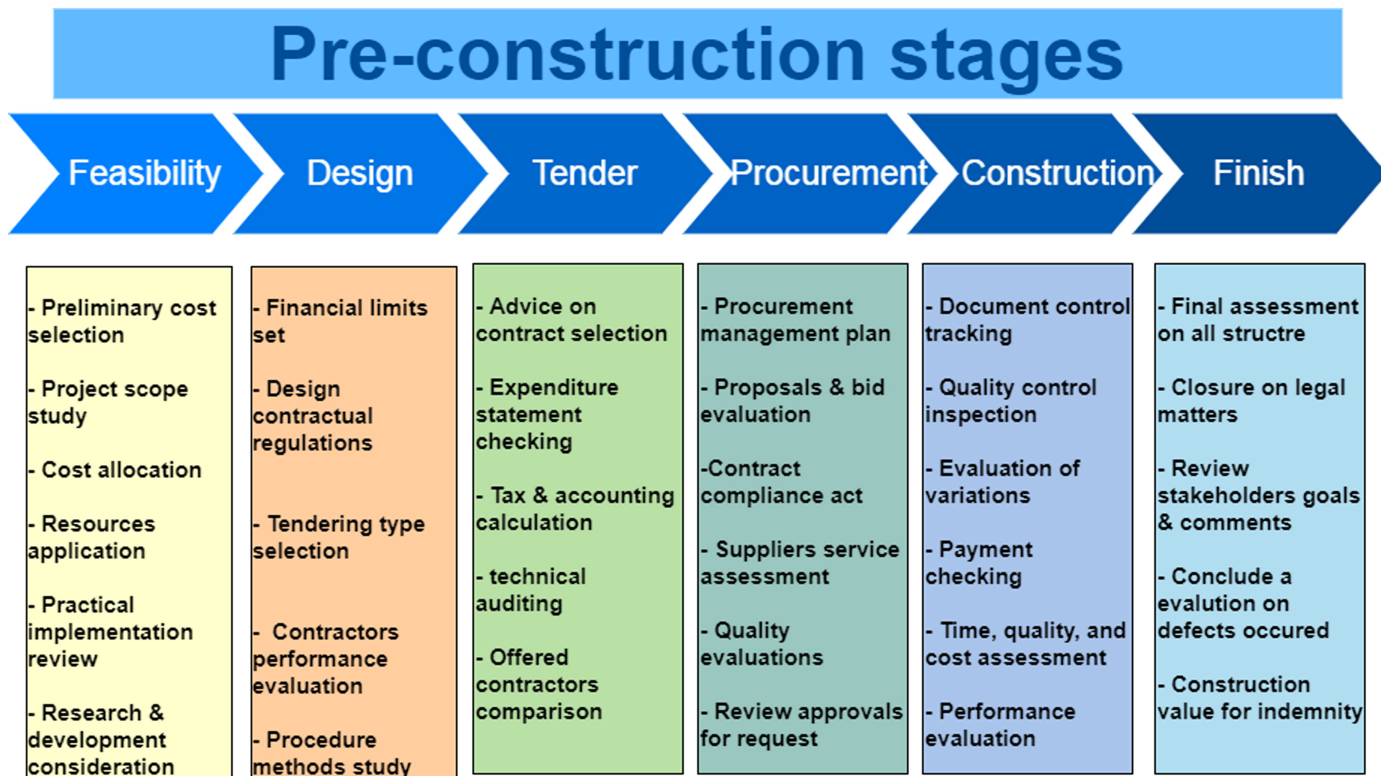 Pre-construction stages
Feasibility
Design
Tender
Procurement
Construction
Finish
- Preliminary cost
selection
- Project scope
study
- Cost allocation
- Resources
application
- Practical
implementation
review
- Research &
development
consideration
- Financial limits
set
- Design
contractual
regulations
- Tendering type
selection
- Contractors
performance
evaluation
- Procedure
methods study
- Advice on
contract selection
- Expenditure
statement
checking
- Tax & accounting
calculation
- technical
auditing
- Offered
contractors
comparison
- Procurement
management plan
- Proposals & bid
evaluation
-Contract
compliance act
- Suppliers service
assessment
- Quality
evaluations
- Review approvals
for request
- Document control
tracking
- Quality control
inspection
- Evaluation of
variations
- Payment
checking
- Time, quality, and
cost assessment
- Performance
evaluation
- Final assessment
on all structre
- Closure on legal
matters
- Review
stakeholders goals
& comments
- Conclude a
evalution on
defects occured
- Construction
value for indemnity